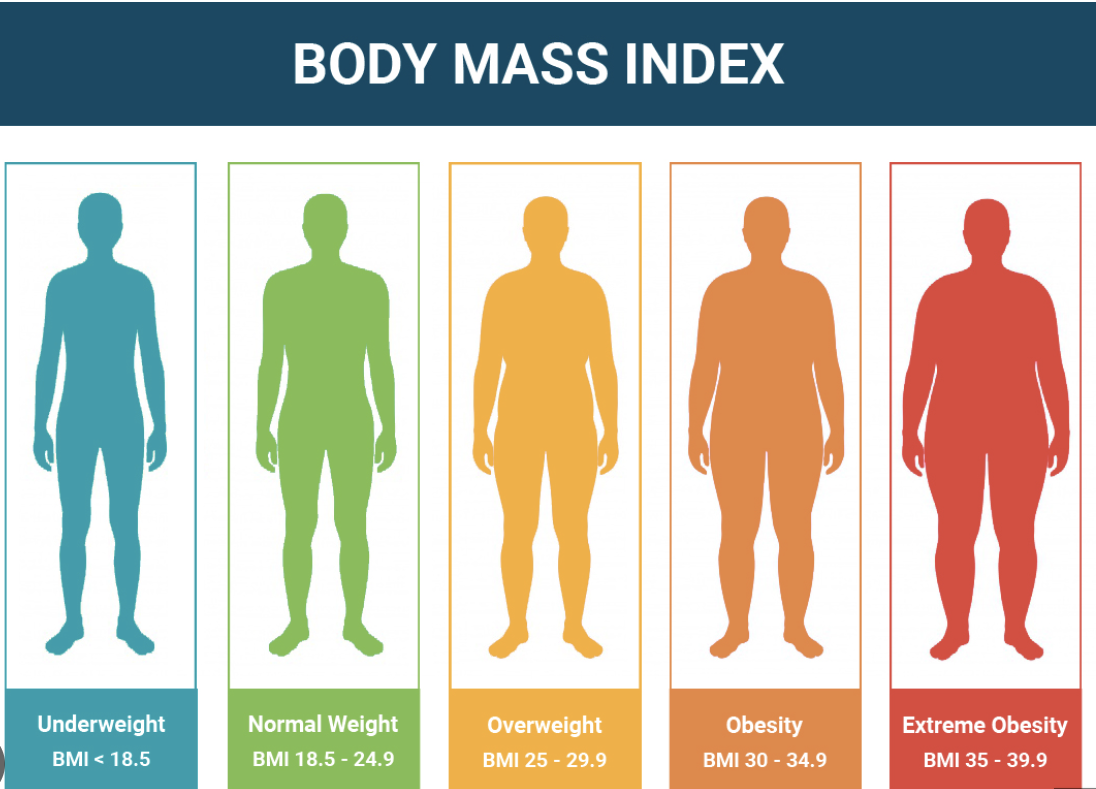 BODY MASS INDEX
Underweight
BMI < 18.5
Normal Weight
BMI 18.5 - 24.9
Overweight
BMI 25 - 29.9
Obesity
BMI 30 - 34.9
Extreme Obesity
BMI 35 - 39.9